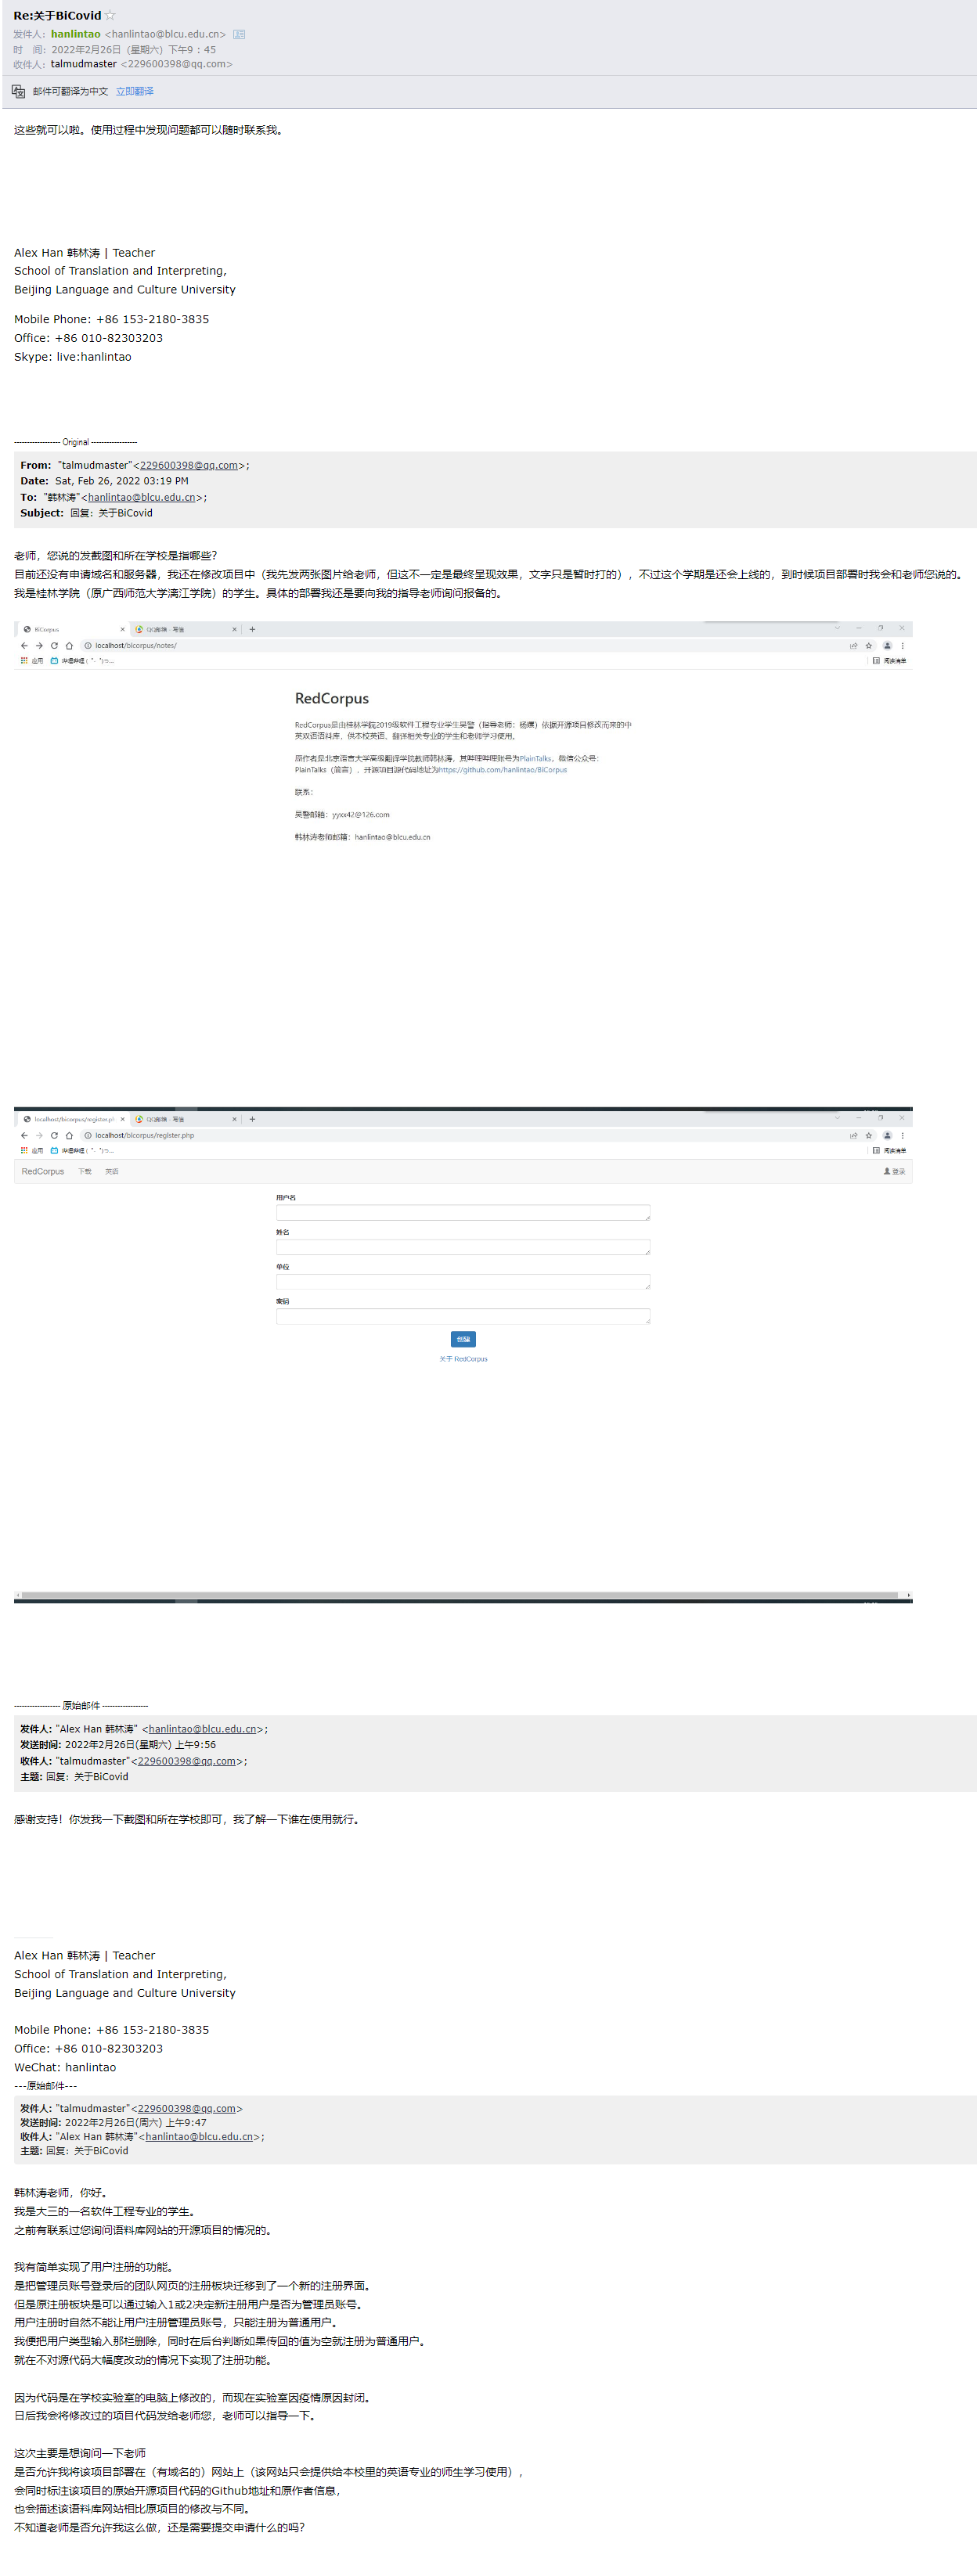 Re:关于BiCovid
发件人：hanlintao <hanlintao@blcu.edu.cn>
时　间：2022年2月26日（星期六）下午9：45
收件人：talmudmaster <229600398@qq.com>
邮件可翻译为中文 立即翻译
这些就可以啦。使用过程中发现问题都可以随时联系我。
Alex Han 韩林涛 | Teacher
School of Translation and Interpreting,
Beijing Language and Culture University
Mobile Phone: +86 153-2180-3835
Office: +86 010-82303203
Skype: live:hanlintao
------------------ Original ------------------
From: "talmudmaster"<229600398@qq.com>;
Date: Sat, Feb 26, 2022 03:19 PM
To: "韩林涛"<hanlintao@blcu.edu.cn>;
Subject: 回复：关于BiCovid
老师，您说的发截图和所在学校是指哪些？
目前还没有申请域名和服务器，我还在修改项目中（我先发两张图片给老师，但这不一定是最终呈现效果，文字只是暂时打的），不过这个学期是还会上线的，到时候项目部署时我会和老师您说的。
我是桂林学院（原广西师范大学漓江学院）的学生。具体的部署我还是要向我的指导老师询问报备的。
BiCorpus
QQ邮箱 - 写信
localhost/bicorpus/notes/
应用
阅读清单
RedCorpus
RedCorpus是由桂林学院2019级软件工程专业学生吴警（指导老师：杨娜）依据开源项目修改而来的中
英双语语料库，供本校英语、翻译相关专业的学生和老师学习使用。
原作者是北京语言大学高级翻译学院教师韩林涛，其哔哩哔哩账号为PlainTalks，微信公众号：
PlainTalks（简言），开源项目源代码地址为https://github.com/hanlintao/BiCorpus
联系：
吴警邮箱：yyxx42@126.com
韩林涛老师邮箱：hanlintao@blcu.edu.cn
localhost/bicorpus/register.ph
QQ邮箱 - 写信
localhost/bicorpus/register.php
应用
阅读清单
RedCorpus 下载 英语 登录
用户名
姓名
单位
密码
创建
关于 RedCorpus
------------------ 原始邮件 ------------------
发件人: "Alex Han 韩林涛" <hanlintao@blcu.edu.cn>;
发送时间: 2022年2月26日(星期六) 上午9:56
收件人: "talmudmaster"<229600398@qq.com>;
主题: 回复：关于BiCovid
感谢支持！你发我一下截图和所在学校即可，我了解一下谁在使用就行。
Alex Han 韩林涛 | Teacher
School of Translation and Interpreting,
Beijing Language and Culture University
Mobile Phone: +86 153-2180-3835
Office: +86 010-82303203
WeChat: hanlintao
---原始邮件---
发件人: "talmudmaster"<229600398@qq.com>
发送时间: 2022年2月26日(周六) 上午9:47
收件人: "Alex Han 韩林涛"<hanlintao@blcu.edu.cn>;
主题: 回复：关于BiCovid
韩林涛老师，你好。
我是大三的一名软件工程专业的学生。
之前有联系过您询问语料库网站的开源项目的情况的。
我有简单实现了用户注册的功能。
是把管理员账号登录后的团队网页的注册板块迁移到了一个新的注册界面。
但是原注册板块是可以通过输入1或2决定新注册用户是否为管理员账号。
用户注册时自然不能让用户注册管理员账号，只能注册为普通用户。
我便把用户类型输入那栏删除，同时在后台判断如果传回的值为空就注册为普通用户。
就在不对源代码大幅度改动的情况下实现了注册功能。
因为代码是在学校实验室的电脑上修改的，而现在实验室因疫情原因封闭。
日后我会将修改过的项目代码发给老师您，老师可以指导一下。
这次主要是想询问一下老师
是否允许我将该项目部署在（有域名的）网站上（该网站只会提供给本校里的英语专业的师生学习使用），
会同时标注该项目的原始开源项目代码的Github地址和原作者信息，
也会描述该语料库网站相比原项目的修改与不同。
不知道老师是否允许我这么做，还是需要提交申请什么的吗？